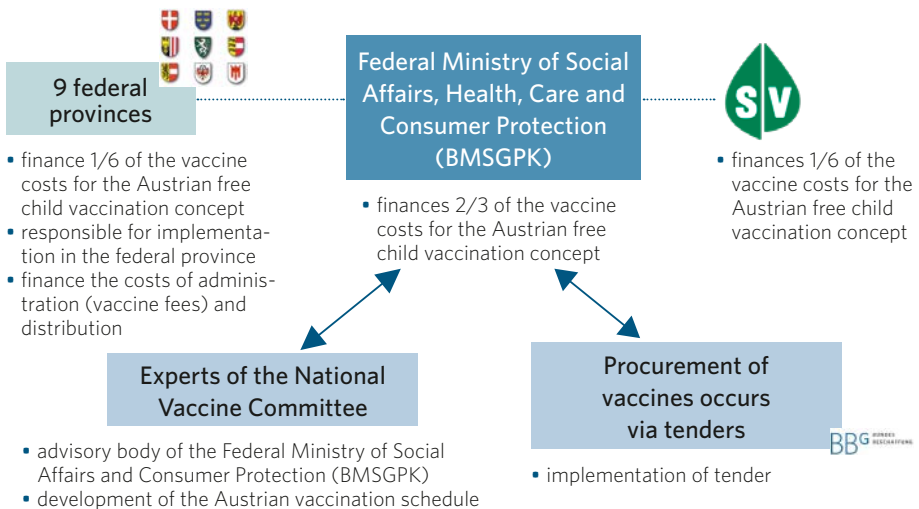 9 federal
provinces
• finance 1/6 of the vaccine
costs for the Austrian free
child vaccination concept
• responsible for implementa-
tion in the federal province
• finance the costs of adminis-
tration (vaccine fees) and
distribution
Federal Ministry of Social
Affairs, Health, Care and
Consumer Protection
(BMSGPK)
• finances 2/3 of the vaccine
costs for the Austrian free
child vaccination concept
SV
• finances 1/6 of the
vaccine costs for the
Austrian free child
vaccination concept
Experts of the National
Vaccine Committee
• advisory body of the Federal Ministry of Social
Affairs and Consumer Protection (BMSGPK)
• development of the Austrian vaccination schedule
Procurement of
vaccines occurs
via tenders
BBG
BUNDES
BESCHAFFUNG
• implementation of tender